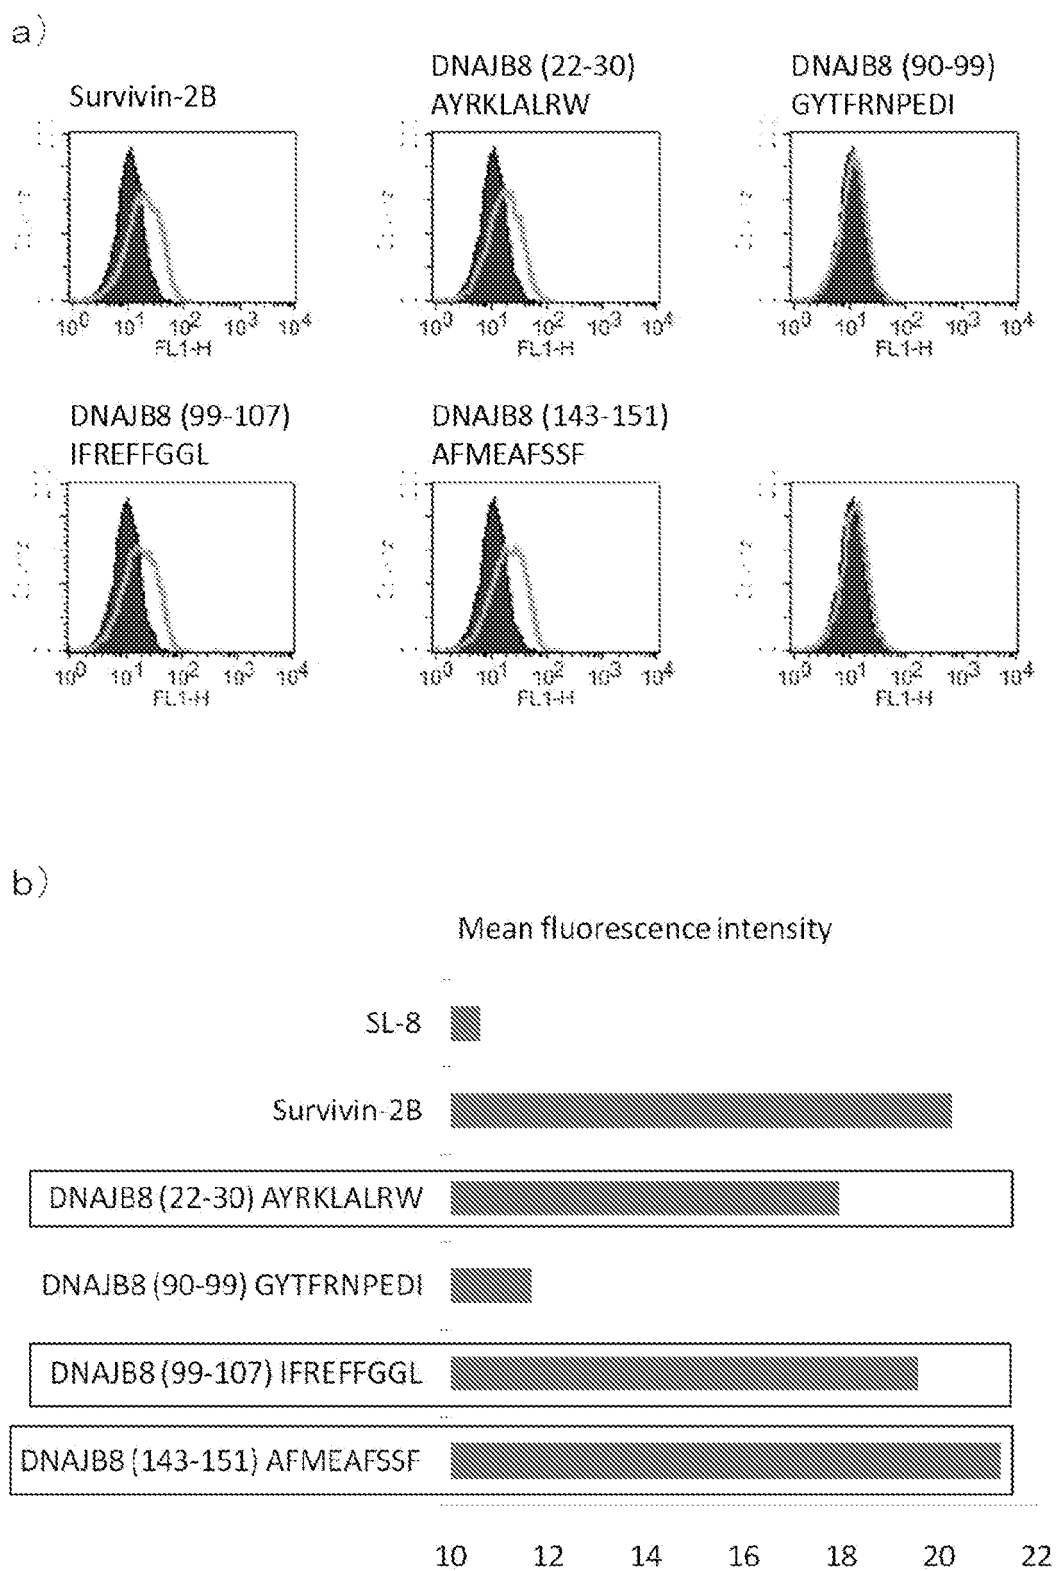 a)
Survivin-2B
DNAJB8 (22-30)
AYRKLALRW
DNAJB8 (90-99)
GYTFRNPEDI
10⁰ 10¹ 10² 10³ 10⁴
FL1-H
10⁰ 10¹ 10² 10³ 10⁴
FL1-H
10⁰ 10¹ 10² 10³ 10⁴
FL1-H
DNAJB8 (99-107)
IFREFFGGL
DNAJB8 (143-151)
AFMEAFSSF
10⁰ 10¹ 10² 10³ 10⁴
FL1-H
10⁰ 10¹ 10² 10³ 10⁴
FL1-H
10⁰ 10¹ 10² 10³ 10⁴
FL1-H
b)
Mean fluorescence intensity
SL-8
Survivin-2B
DNAJB8 (22-30) AYRKLALRW
DNAJB8 (90-99) GYTFRNPEDI
DNAJB8 (99-107) IFREFFGGL
DNAJB8 (143-151) AFMEAFSSF
10 12 14 16 18 20 22